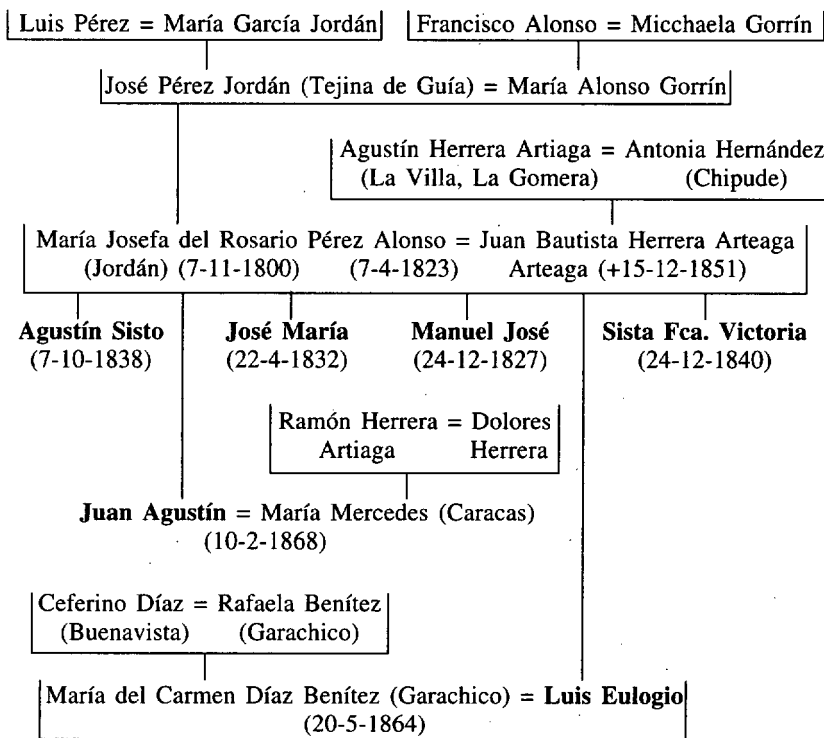 Luis Pérez = María García Jordán
Francisco Alonso = Micchaela Gorrín
José Pérez Jordán (Tejina de Guía) = María Alonso Gorrín
Agustín Herrera Artiaga = Antonia Hernández
(La Villa, La Gomera) (Chipude)
María Josefa del Rosario Pérez Alonso = Juan Bautista Herrera Arteaga
(Jordán) (7-11-1800) (7-4-1823) Arteaga (+15-12-1851)
Agustín Sisto José María Manuel José Sista Fca. Victoria
(7-10-1838) (22-4-1832) (24-12-1827) (24-12-1840)
Ramón Herrera = Dolores
Artiaga Herrera
Juan Agustín = María Mercedes (Caracas)
(10-2-1868)
Ceferino Díaz = Rafaela Benítez
(Buenavista) (Garachico)
María del Carmen Díaz Benítez (Garachico) = Luis Eulogio
(20-5-1864)